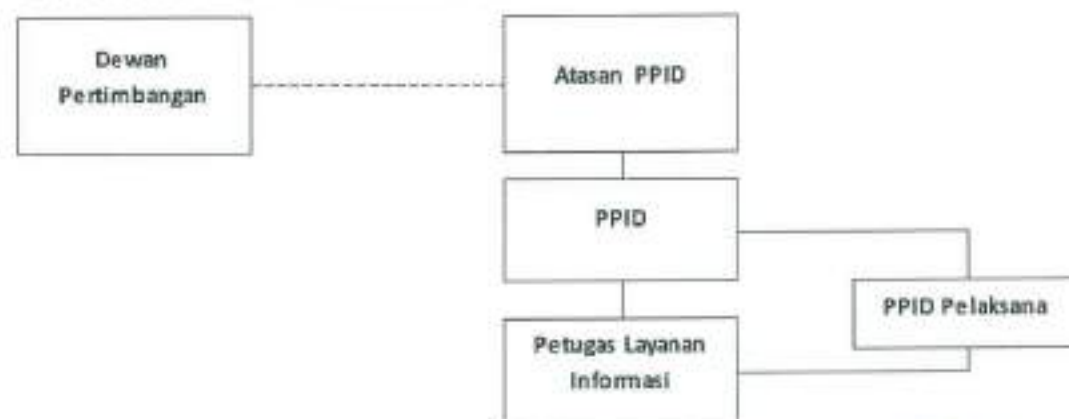 Dewan
Pertimbangan
Atasan PPID
PPID
PPID Pelaksana
Petugas Layanan
Informasi